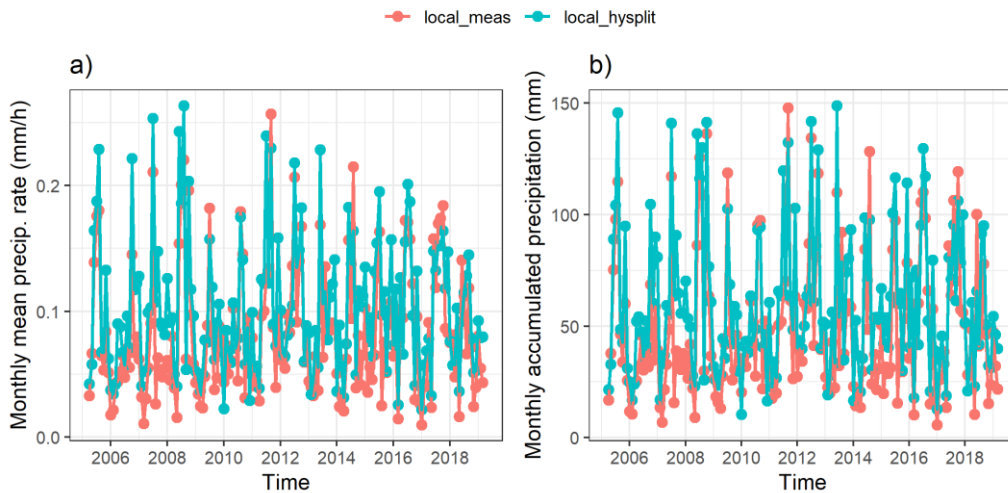 local_meas local_hysplit
a)
Monthly mean precip. rate (mm/h)
0.2
0.1
0.0
2006 2008 2010 2012 2014 2016 2018
Time
b)
Monthly accumulated precipitation (mm)
150
100
50
0
2006 2008 2010 2012 2014 2016 2018
Time